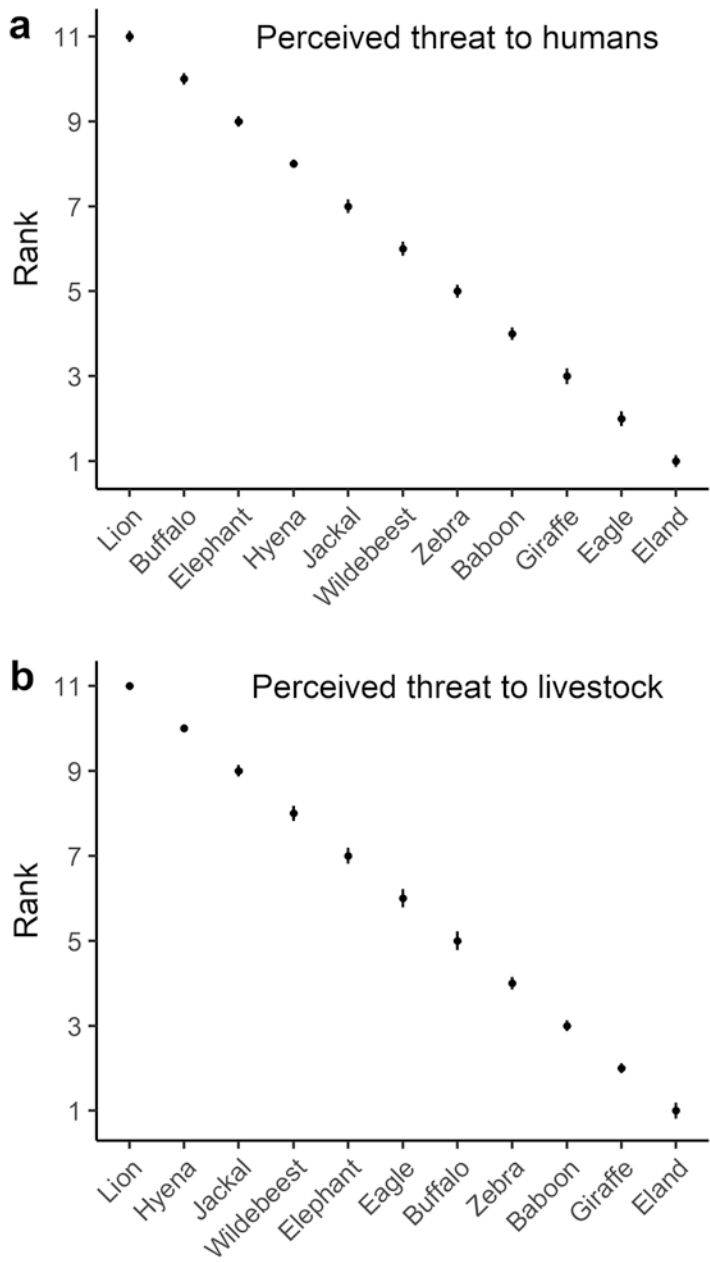 a
Perceived threat to humans
11
9
7
5
3
1
Rank
Lion
Buffalo
Elephant
Hyena
Jackal
Wildebeest
Zebra
Baboon
Giraffe
Eagle
Eland
b
Perceived threat to livestock
11
9
7
5
3
1
Rank
Lion
Hyena
Jackal
Wildebeest
Elephant
Eagle
Buffalo
Zebra
Baboon
Giraffe
Eland